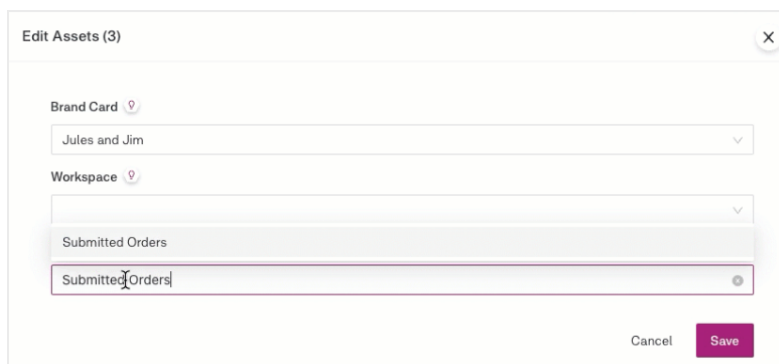 Edit Assets (3)
Brand Card
Jules and Jim
Workspace
Submitted Orders
Submitted Orders
Cancel Save